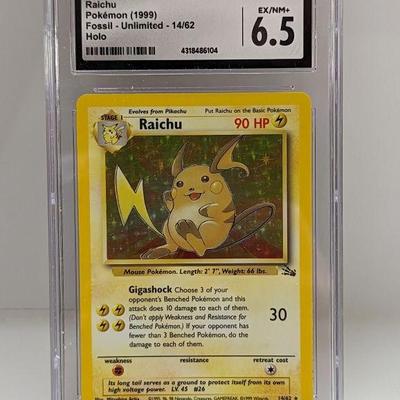 Raichu
EX/NM+
Pokémon (1999)
6.5
Fossil - Unlimited - 14/62
Holo
4318486104
Evolves from Pikachu
Put Raichu on the Basic Pokémon
STAGE 1
Raichu
90 HP
Mouse Pokémon. Length: 2' 7", Weight: 66 lbs.
Gigashock Choose 3 of your
opponent's Benched Pokémon and this
attack does 10 damage to each of them.
(Don't apply Weakness and Resistance for
Benched Pokémon.) If your opponent has
fewer than 3 Benched Pokémon, do the
damage to each of them.
30
weakness
resistance
retreat cost
Its long tail serves as a ground to protect itself from its own
high-voltage power. LV. 45 #26
14/62 ★